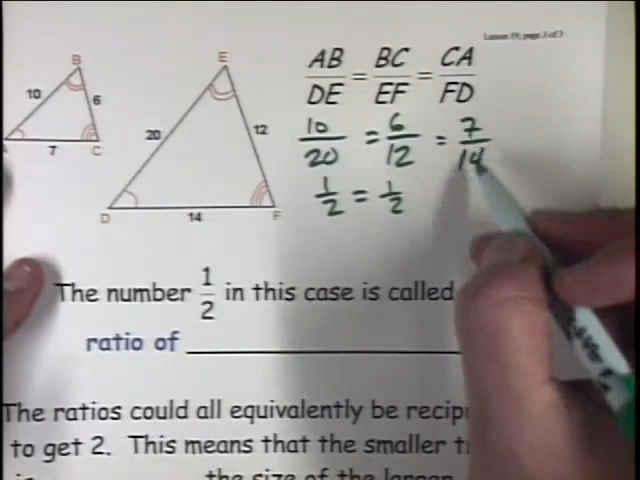 Lesson 19, page 3 of 3
B
10
6
C
7
E
20
12
D
14
F
AB/DE = BC/EF = CA/FD
10/20 = 6/12 = 7/14
1/2 = 1/2
The number 1/2 in this case is called
ratio of ____________
The ratios could all equivalently be
to get 2. This means that the smaller
the size of the larger